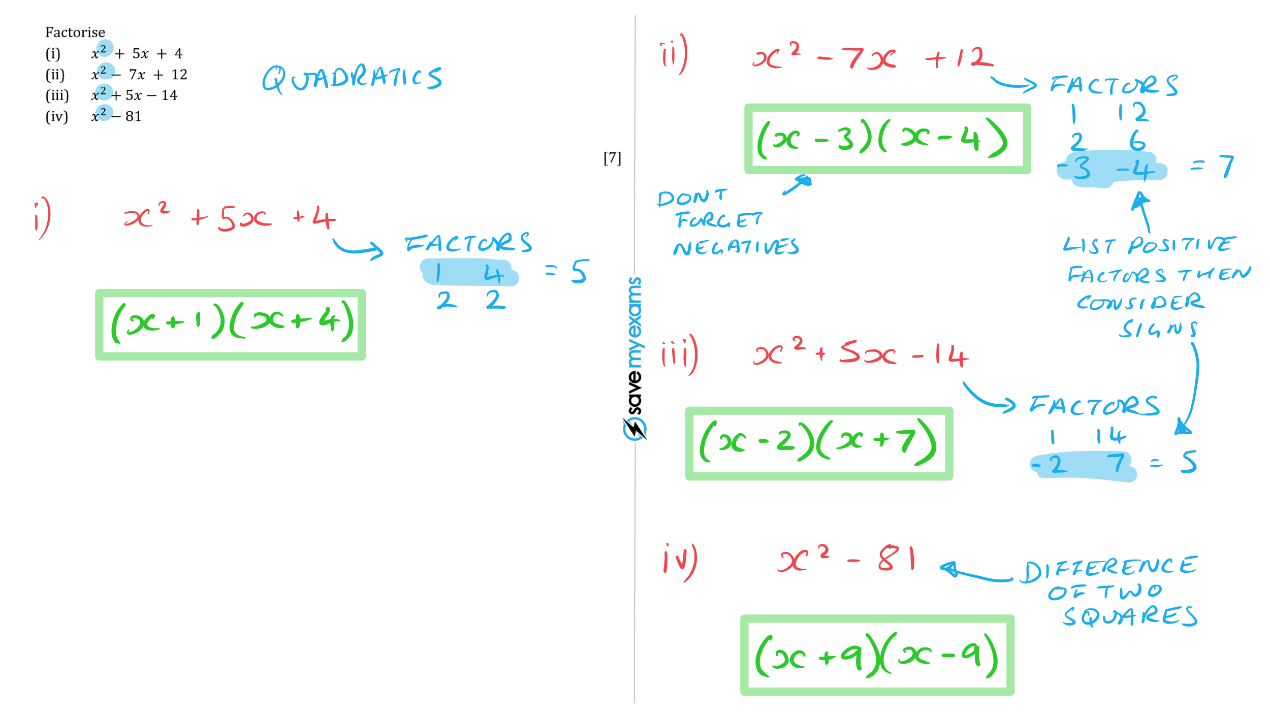 Factorise
(i) x² + 5x + 4
(ii) x² − 7x + 12
(iii) x² + 5x − 14
(iv) x² − 81
QUADRATICS
[7]
i) x² + 5x + 4
FACTORS
1 4 = 5
2 2
(x + 1)(x + 4)
savemyexams
ii) x² − 7x + 12
FACTORS
1 12
2 6
-3 -4 = 7
(x − 3)(x − 4)
DONT
FORGET
NEGATIVES
LIST POSITIVE
FACTORS THEN
CONSIDER
SIGNS
iii) x² + 5x − 14
FACTORS
1 14
-2 7 = 5
(x − 2)(x + 7)
iv) x² − 81
DIFFERENCE
OF TWO
SQUARES
(x + 9)(x − 9)